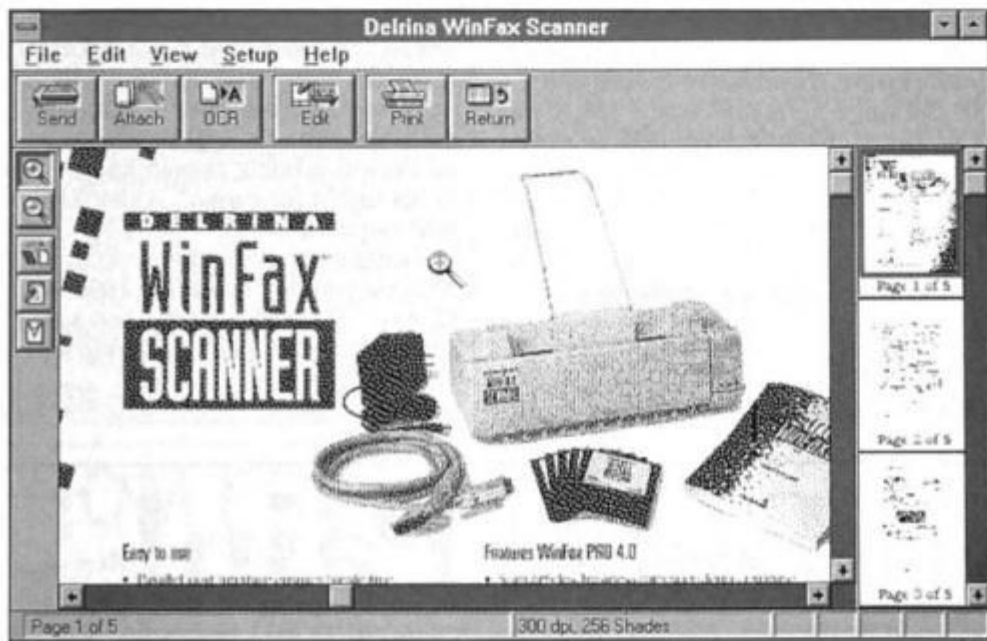 Delrina WinFax Scanner
File Edit View Setup Help
Send Attach OCR Edit Print Return
DELRINA
WinFax
SCANNER
Easy to use
Features WinFax PRO 4.0
Page 1 of 5
Page 2 of 5
Page 3 of 5
Page 1 of 5
300 dpi, 256 Shades